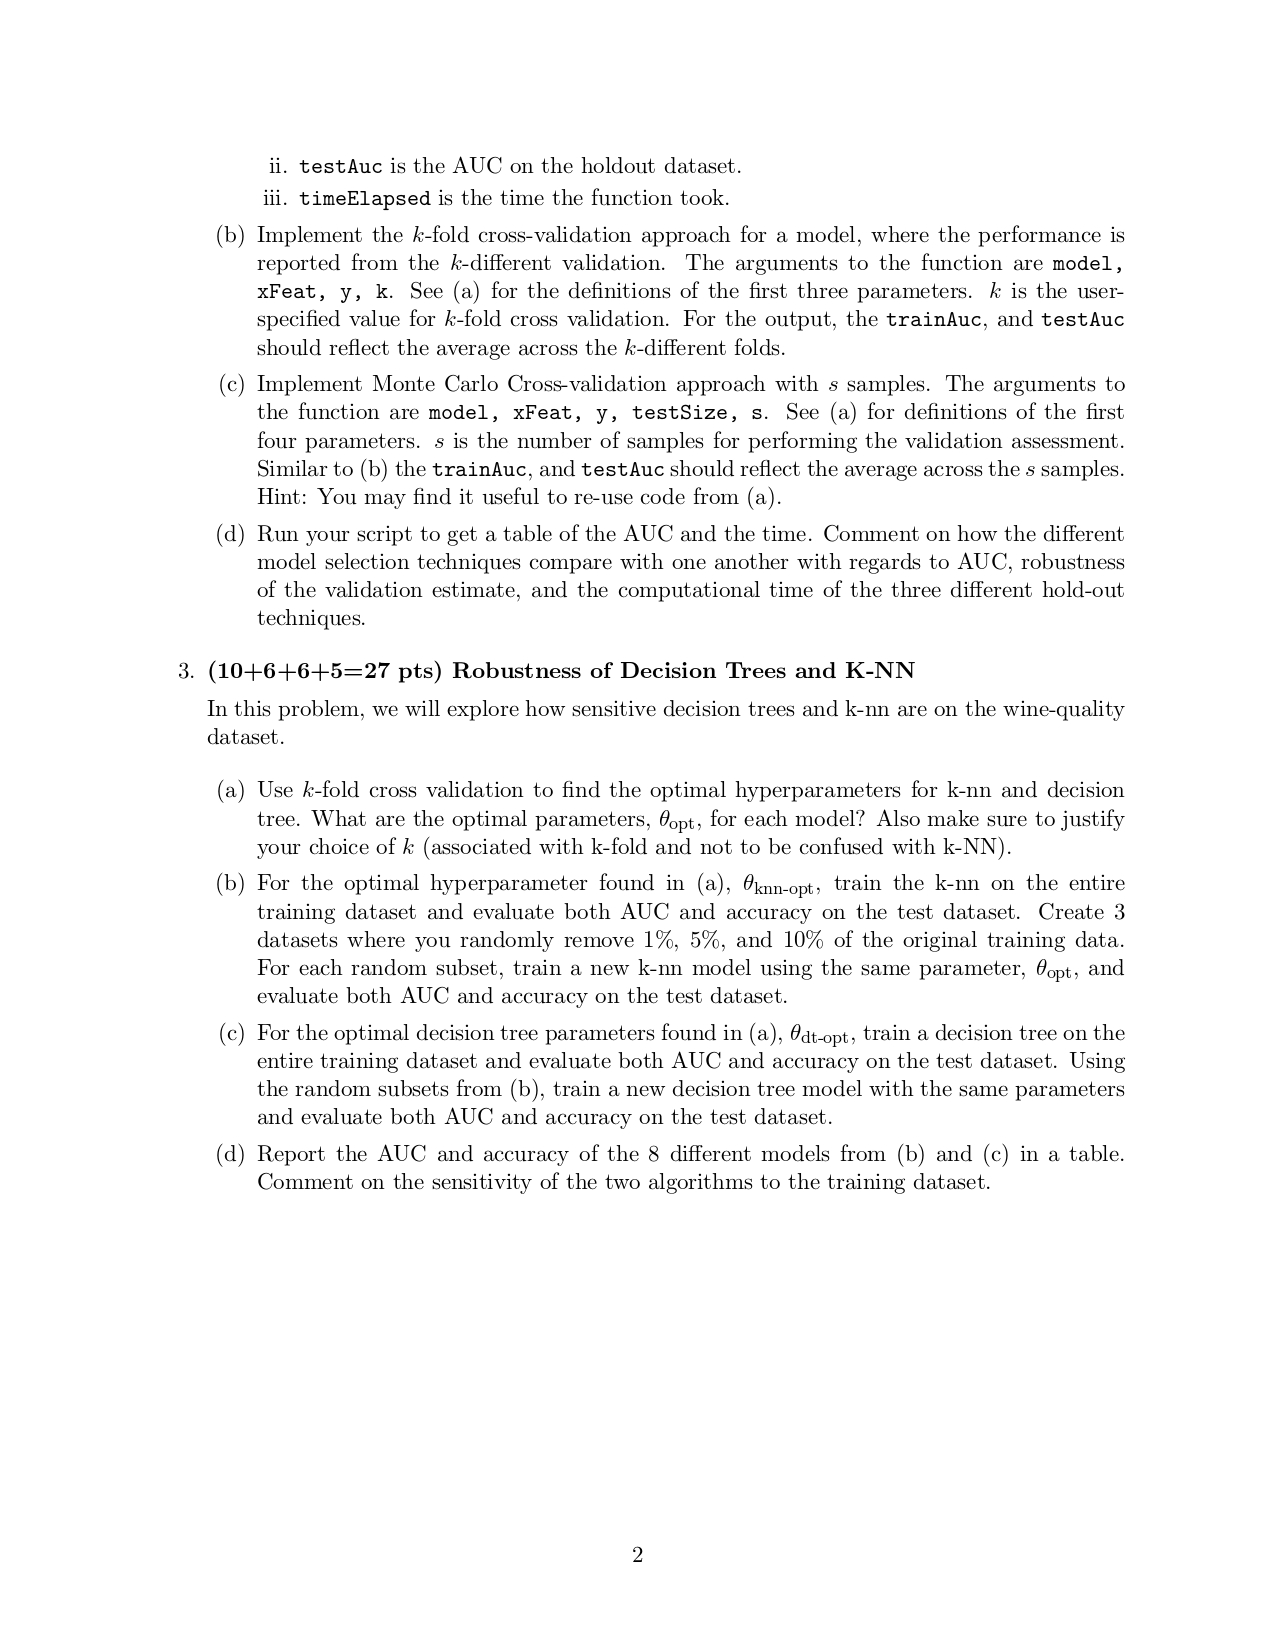 ii. testAuc is the AUC on the holdout dataset.
iii. timeElapsed is the time the function took.
(b) Implement the k-fold cross-validation approach for a model, where the performance is
reported from the k-different validation. The arguments to the function are model,
xFeat, y, k. See (a) for the definitions of the first three parameters. k is the user-
specified value for k-fold cross validation. For the output, the trainAuc, and testAuc
should reflect the average across the k-different folds.
(c) Implement Monte Carlo Cross-validation approach with s samples. The arguments to
the function are model, xFeat, y, testSize, s. See (a) for definitions of the first
four parameters. s is the number of samples for performing the validation assessment.
Similar to (b) the trainAuc, and testAuc should reflect the average across the s samples.
Hint: You may find it useful to re-use code from (a).
(d) Run your script to get a table of the AUC and the time. Comment on how the different
model selection techniques compare with one another with regards to AUC, robustness
of the validation estimate, and the computational time of the three different hold-out
techniques.
3. (10+6+6+5=27 pts) Robustness of Decision Trees and K-NN
In this problem, we will explore how sensitive decision trees and k-nn are on the wine-quality
dataset.
(a) Use k-fold cross validation to find the optimal hyperparameters for k-nn and decision
tree. What are the optimal parameters, θopt, for each model? Also make sure to justify
your choice of k (associated with k-fold and not to be confused with k-NN).
(b) For the optimal hyperparameter found in (a), θknn-opt, train the k-nn on the entire
training dataset and evaluate both AUC and accuracy on the test dataset. Create 3
datasets where you randomly remove 1%, 5%, and 10% of the original training data.
For each random subset, train a new k-nn model using the same parameter, θopt, and
evaluate both AUC and accuracy on the test dataset.
(c) For the optimal decision tree parameters found in (a), θdt-opt, train a decision tree on the
entire training dataset and evaluate both AUC and accuracy on the test dataset. Using
the random subsets from (b), train a new decision tree model with the same parameters
and evaluate both AUC and accuracy on the test dataset.
(d) Report the AUC and accuracy of the 8 different models from (b) and (c) in a table.
Comment on the sensitivity of the two algorithms to the training dataset.
2